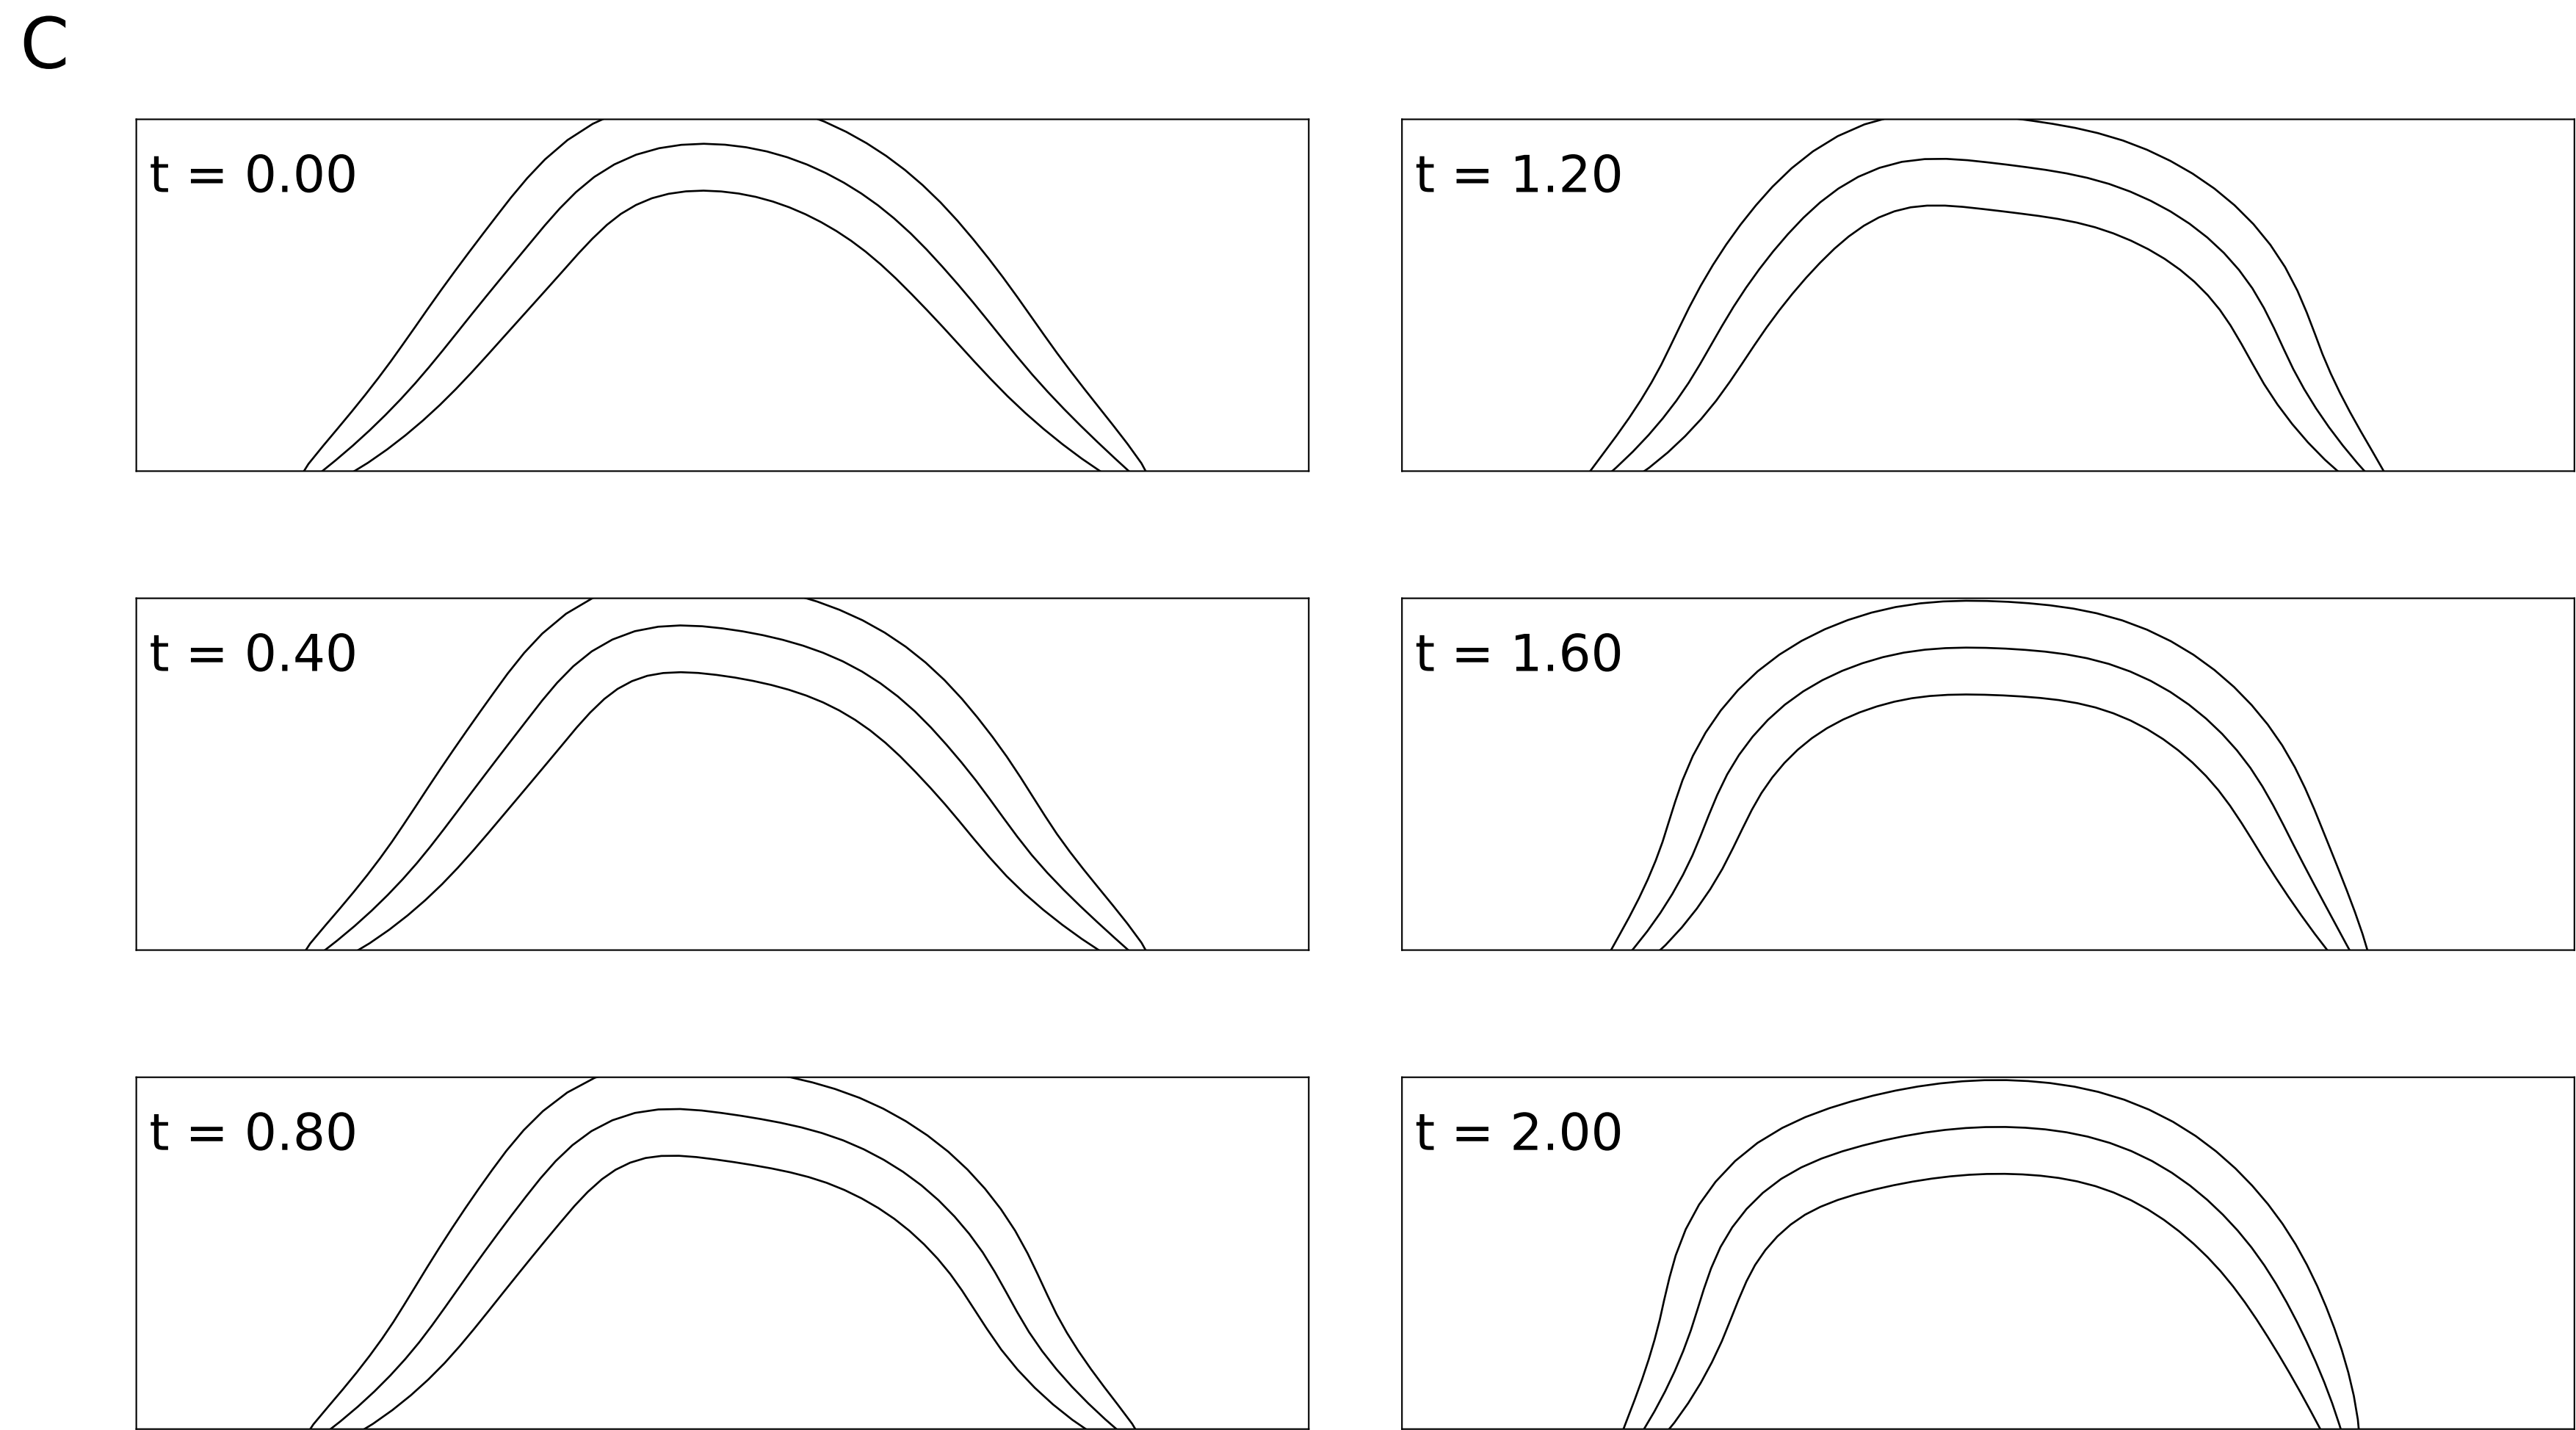 C
t = 0.00
t = 1.20
t = 0.40
t = 1.60
t = 0.80
t = 2.00